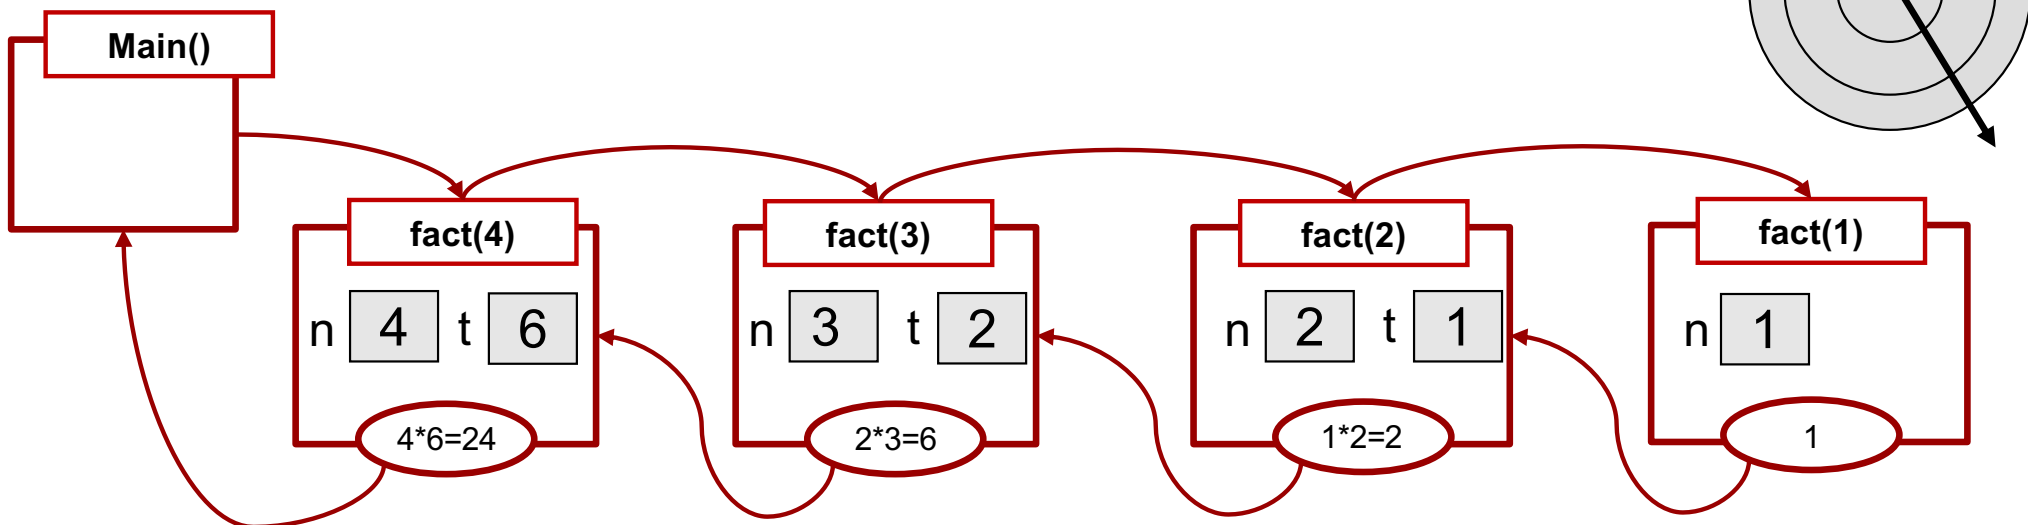 Main()
fact(4) fact(3) fact(2) fact(1)
n 4 t 6 n 3 t 2 n 2 t 1 n 1
4*6=24 2*3=6 1*2=2 1